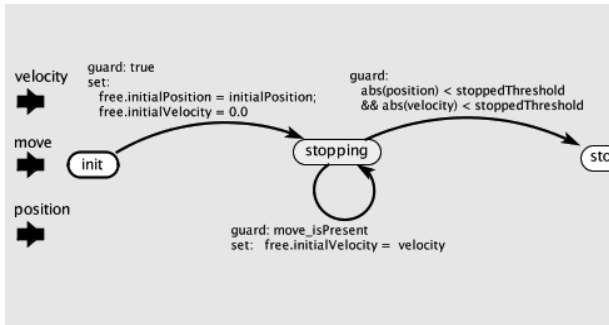 velocity
guard: true
set:
free.initialPosition = initialPosition;
free.initialVelocity = 0.0
guard:
abs(position) < stoppedThreshold
&& abs(velocity) < stoppedThreshold
move
init
stopping
position
guard: move_isPresent
set: free.initialVelocity = velocity